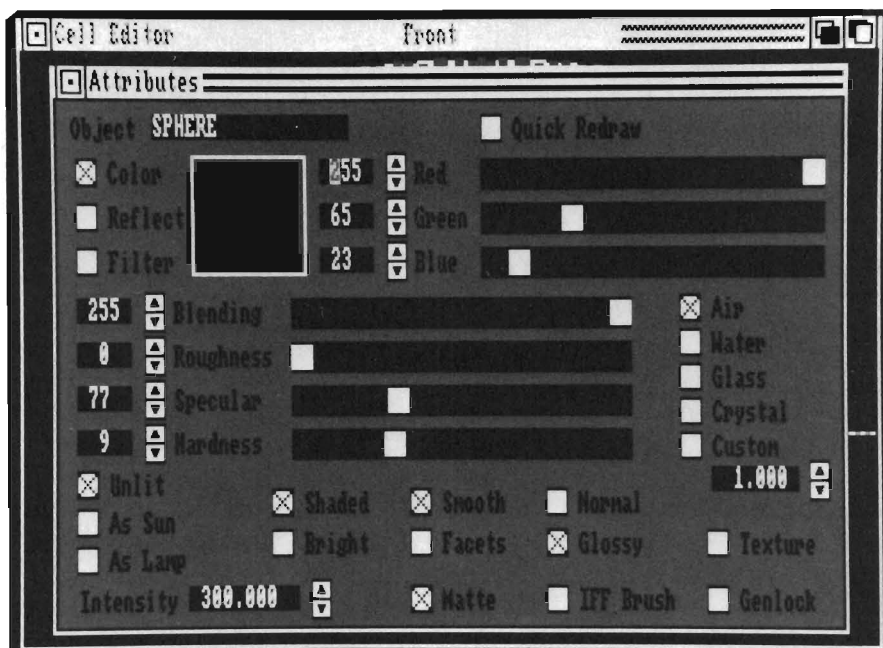 Cell Editor Front
Attributes
Object SPHERE Quick Redraw
Color 255 Red
Reflect 65 Green
Filter 23 Blue
255 Blending Air
0 Roughness Water
Glass
77 Specular Crystal
9 Hardness Custom
1.000
Unlit Shaded Smooth Normal
As Sun Bright Facets Glossy Texture
As Lamp
Intensity 300.000 Matte IFF Brush Genlock